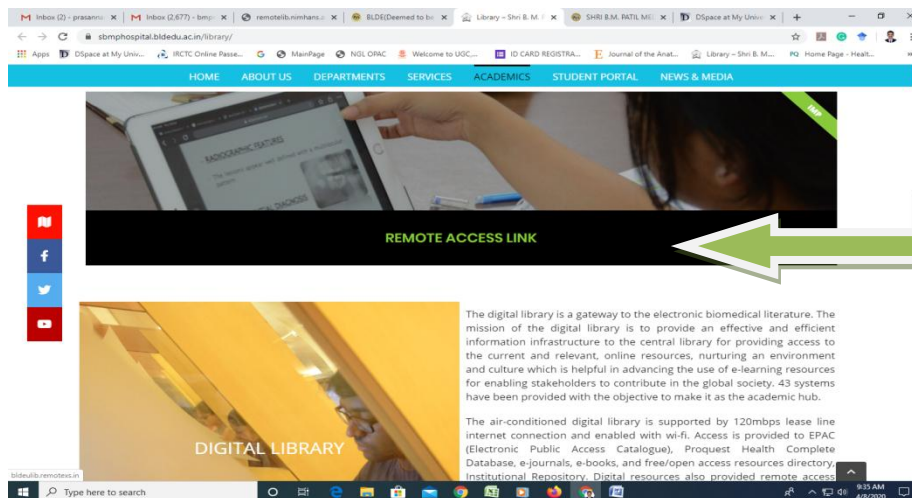 Inbox (2) - prasannal
Inbox (2,677) - bmp
remotelib.nimhans.a
BLDE(Deemed to be
Library – Shri B. M.
SHRI B.M. PATIL ME
DSpace at My Unive
sbmphospital.bldedu.ac.in/library/
Apps
DSpace at My Univ...
IRCTC Online Passe...
MainPage
NGL OPAC
Welcome to UGC,...
ID CARD REGISTRA...
Journal of the Anat...
Library – Shri B. M....
Home Page - Healt...
HOME ABOUT US DEPARTMENTS SERVICES ACADEMICS STUDENT PORTAL NEWS & MEDIA
IMP
RADIOGRAPHIC FEATURES
REMOTE ACCESS LINK
The digital library is a gateway to the electronic biomedical literature. The
mission of the digital library is to provide an effective and efficient
information infrastructure to the central library for providing access to
the current and relevant, online resources, nurturing an environment
and culture which is helpful in advancing the use of e-learning resources
for enabling stakeholders to contribute in the global society. 43 systems
have been provided with the objective to make it as the academic hub.
The air-conditioned digital library is supported by 120mbps lease line
internet connection and enabled with wi-fi. Access is provided to EPAC
(Electronic Public Access Catalogue), Proquest Health Complete
Database, e-journals, e-books, and free/open access resources directory,
Institutional Repository. Digital resources also provided remote access
DIGITAL LIBRARY
bldeulib.remotexs.in
Type here to search
9:35 AM
4/8/2020